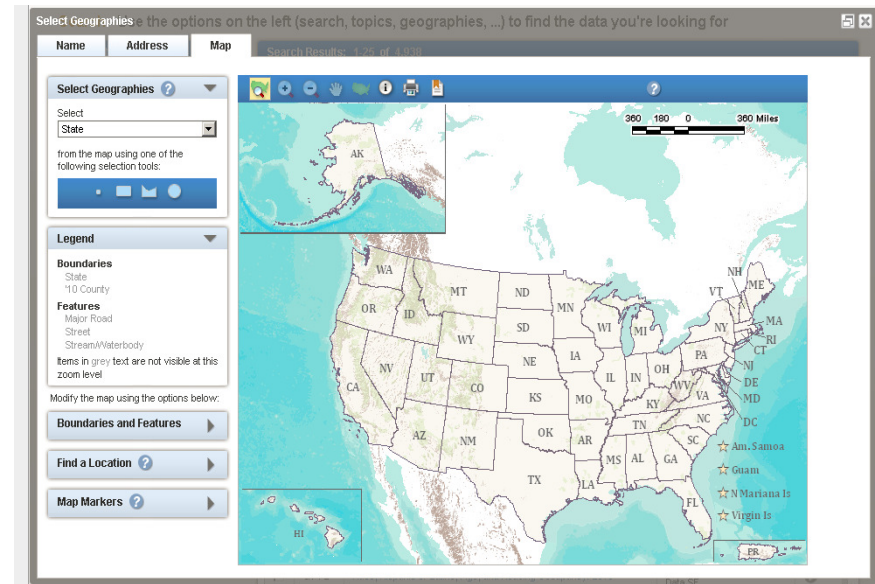 Select Geographies e the options on the left (search, topics, geographies, ...) to find the data you're looking for
Name Address Map
Search Results: 1-25 of 4,938
Select Geographies ?
Select
State
from the map using one of the
following selection tools:
Legend
Boundaries
State
'10 County
Features
Major Road
Street
Stream/Waterbody
Items in grey text are not visible at this
zoom level
Modify the map using the options below:
Boundaries and Features
Find a Location ?
Map Markers ?
?
360 180 0 360 Miles
AK
WA
MT
ND
MN
OR
ID
SD
WI
MI
NY
VT
NH
ME
MA
RI
CT
WY
NE
IA
PA
NJ
NV
UT
CO
IL
IN
OH
WV
DE
MD
CA
KS
MO
KY
VA
DC
AZ
NM
OK
AR
TN
NC
SC
TX
LA
MS
AL
GA
FL
Am. Samoa
Guam
N Mariana Is
Virgin Is
HI
PR